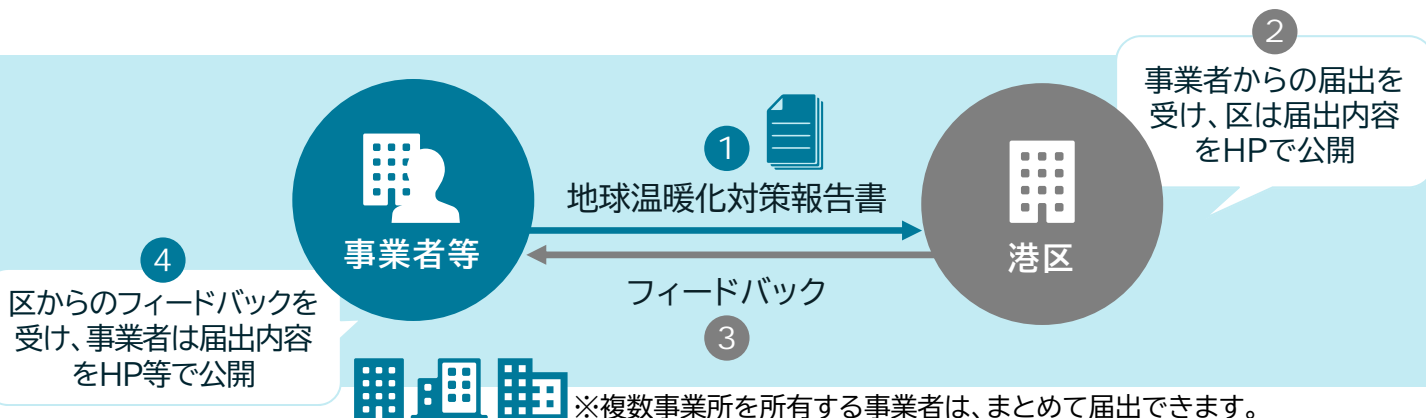 1
地球温暖化対策報告書
2
事業者からの届出を
受け、区は届出内容
をHPで公開
事業者等
港区
フィードバック
3
4
区からのフィードバックを
受け、事業者は届出内容
をHP等で公開
※複数事業所を所有する事業者は、まとめて届出できます。